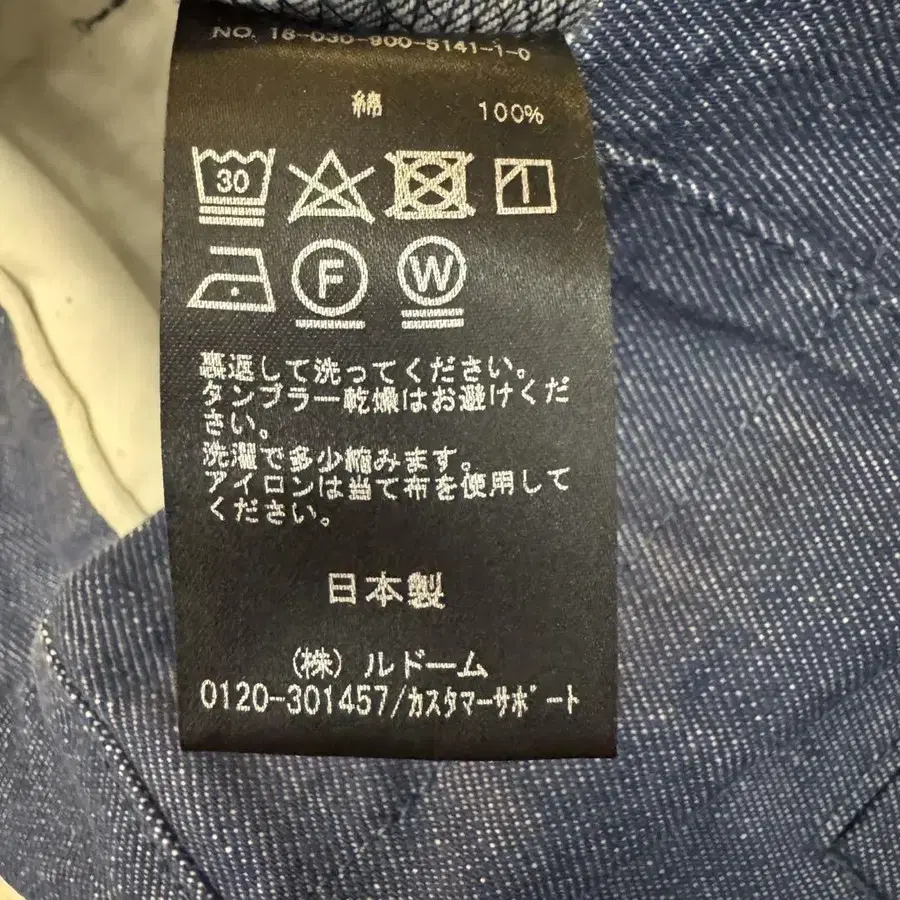 NO. 18-030-900-5141-1-0
綿 100%
30
F W
裏返して洗ってください。
タンブラー乾燥はお避けくだ
さい。
洗濯で多少縮みます。
アイロンは当て布を使用して
ください。
日本製
(株) ルドーム
0120-301457/カスタマーサポート